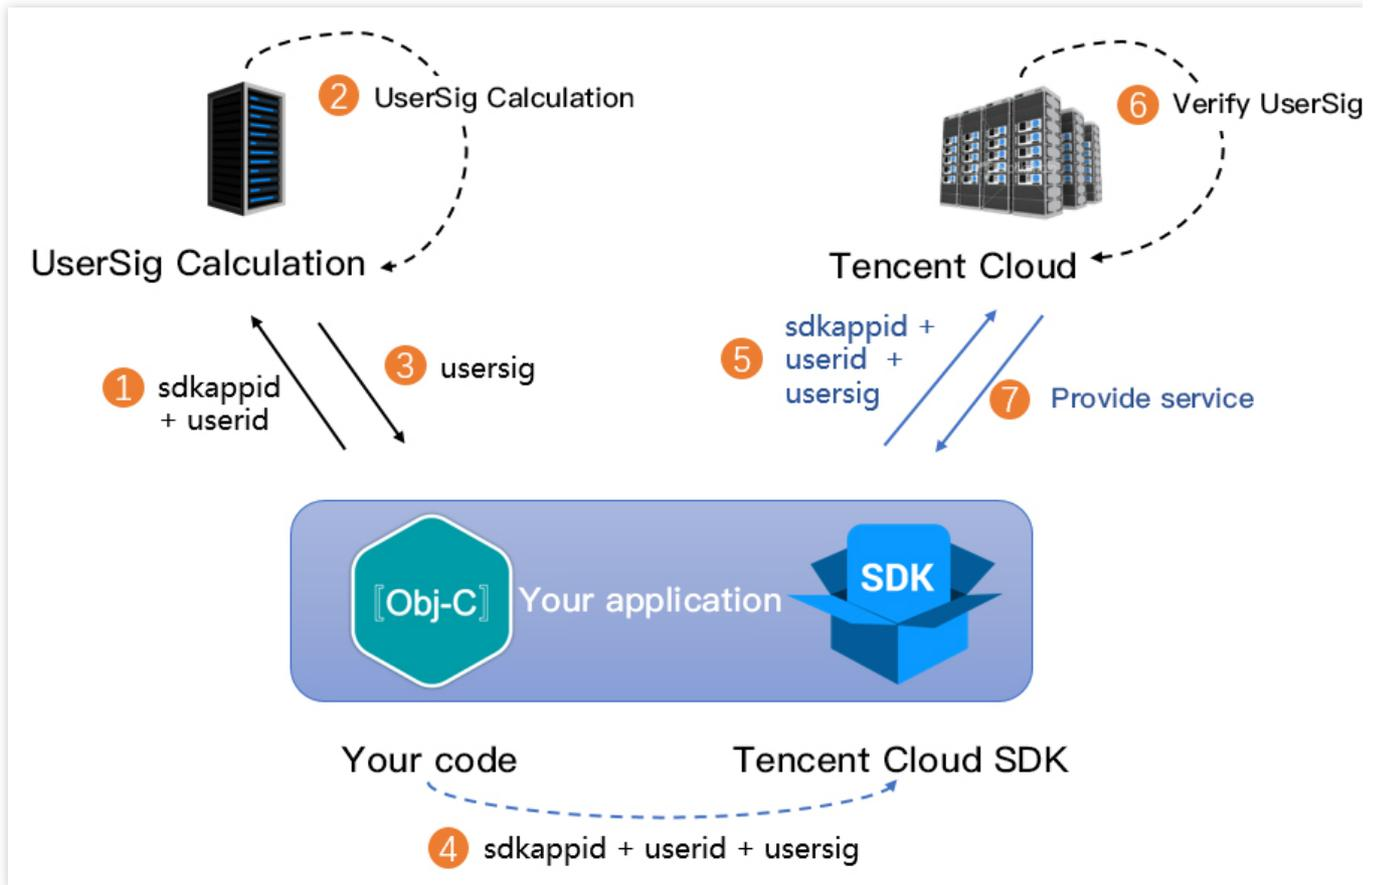 2 UserSig Calculation
6 Verify UserSig
UserSig Calculation
Tencent Cloud
1 sdkappid
+ userid
3 usersig
5 sdkappid +
userid +
usersig
7 Provide service
[Obj-C]
Your application
SDK
Your code
Tencent Cloud SDK
4 sdkappid + userid + usersig